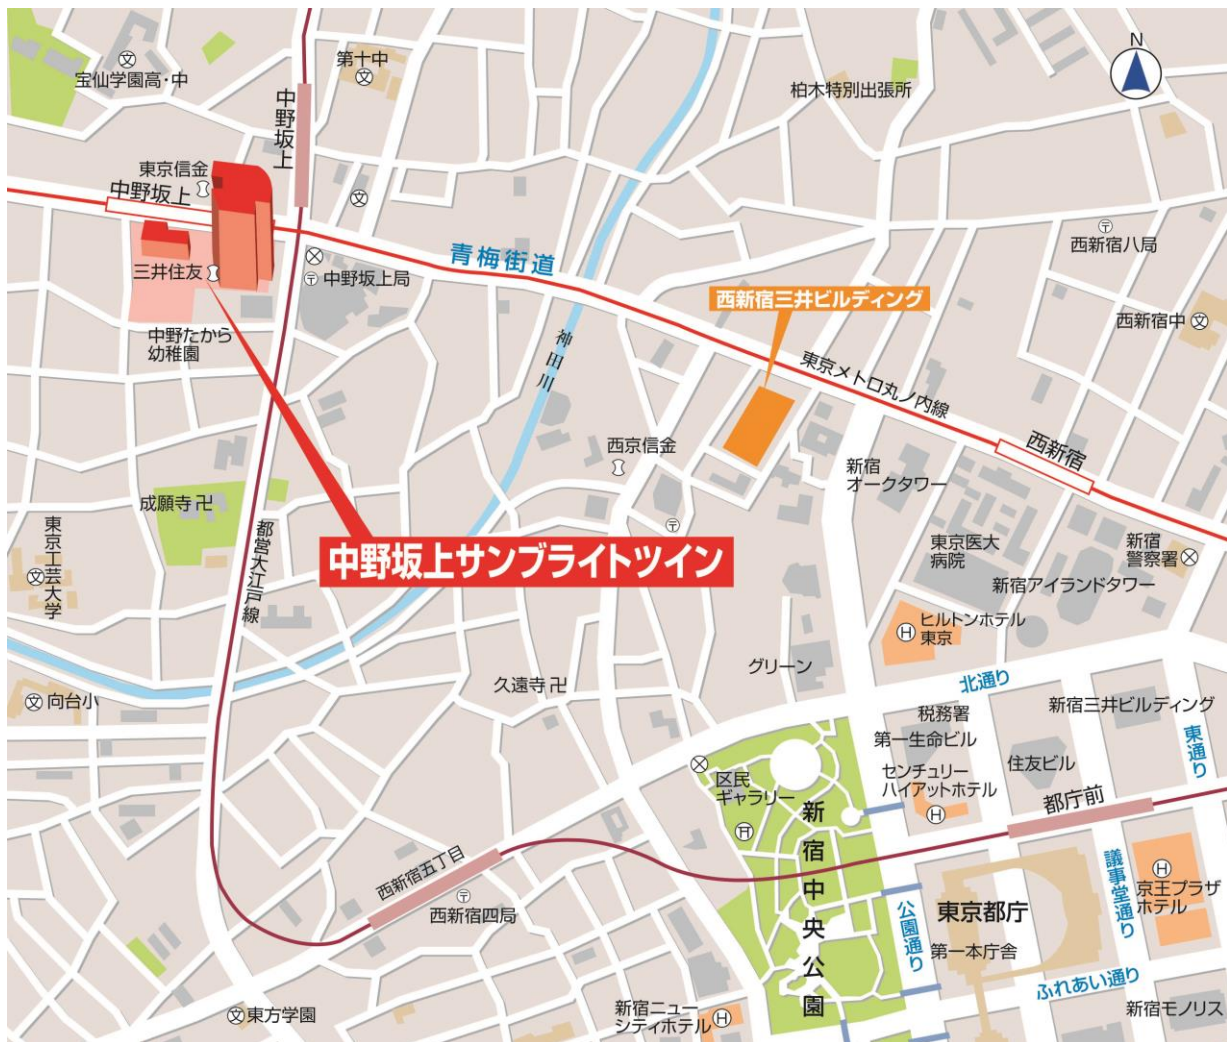 N
宝仙学園高・中
第十中
柏木特別出張所
中野坂上
東京信金
中野坂上
三井住友
中野坂上局
青梅街道
西新宿八局
西新宿三井ビルディング
西新宿中
中野たから
幼稚園
神田川
東京メトロ丸ノ内線
西新宿
西京信金
新宿
オークタワー
成願寺
都営大江戸線
中野坂上サンブライトツイン
東京工芸大学
東京医大
病院
新宿
警察署
新宿アイランドタワー
ヒルトンホテル
東京
グリーン
久遠寺
向台小
北通り
新宿三井ビルディング
税務署
第一生命ビル
東通り
センチュリー
ハイアットホテル
住友ビル
区民
ギャラリー
都庁前
新宿中央公園
西新宿五丁目
西新宿四局
議事堂通り
京王プラザ
ホテル
公園通り
東京都庁
第一本庁舎
ふれあい通り
東方学園
新宿ニュー
シティホテル
新宿モノリス